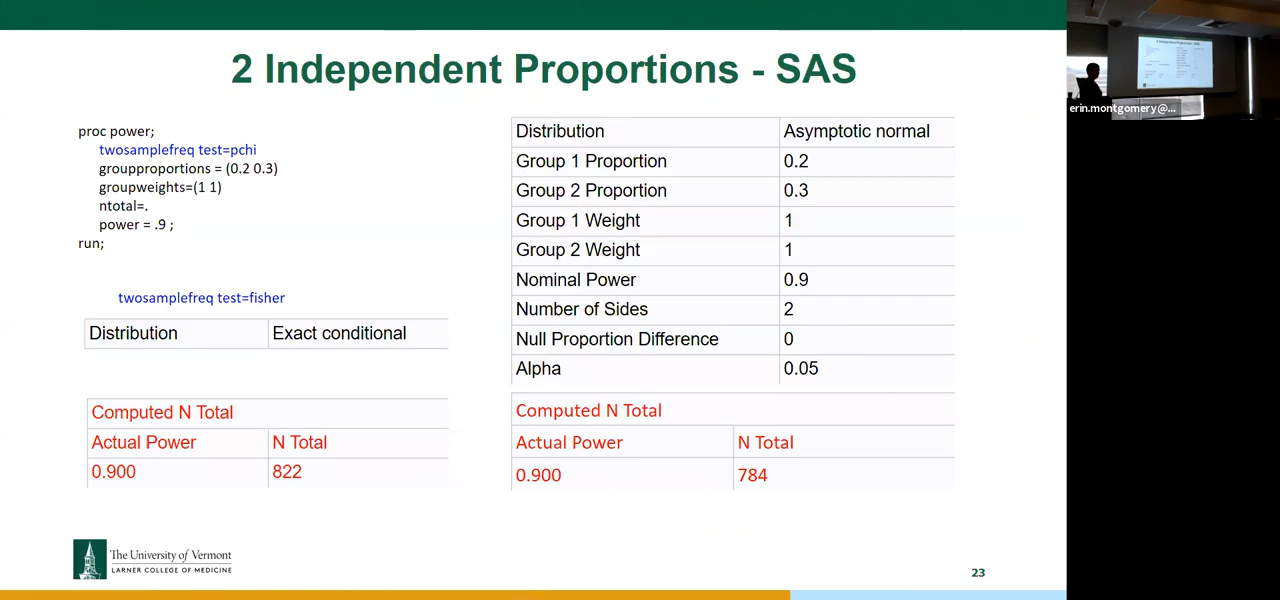 2 Independent Proportions - SAS
proc power;
twosamplefreq test=pchi
groupproportions = (0.2 0.3)
groupweights=(1 1)
ntotal=.
power = .9 ;
run;
twosamplefreq test=fisher
Distribution Exact conditional
Computed N Total
Actual Power N Total
0.900 822
Distribution Asymptotic normal
Group 1 Proportion 0.2
Group 2 Proportion 0.3
Group 1 Weight 1
Group 2 Weight 1
Nominal Power 0.9
Number of Sides 2
Null Proportion Difference 0
Alpha 0.05
Computed N Total
Actual Power N Total
0.900 784
The University of Vermont
LARNER COLLEGE OF MEDICINE
23
erin.montgomery@...
2 Independent Proportions - SAS